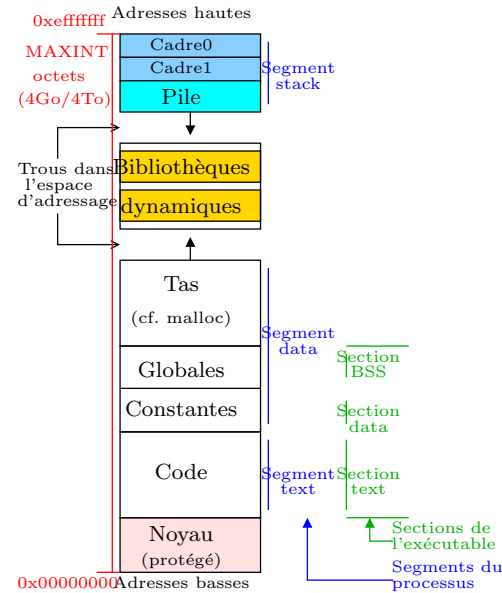 Adresses hautes
0xefffffff
MAXINT
octets
(4Go/4To)
Cadre0
Cadre1
Pile
Segment
stack
Trous dans
l'espace
d'adressage
Bibliothèques
dynamiques
Tas
(cf. malloc)
Segment
data
Globales
Section
BSS
Constantes
Section
data
Code
Segment
text
Section
text
Noyau
(protégé)
Sections de
l'exécutable
Segments du
processus
0x00000000
Adresses basses